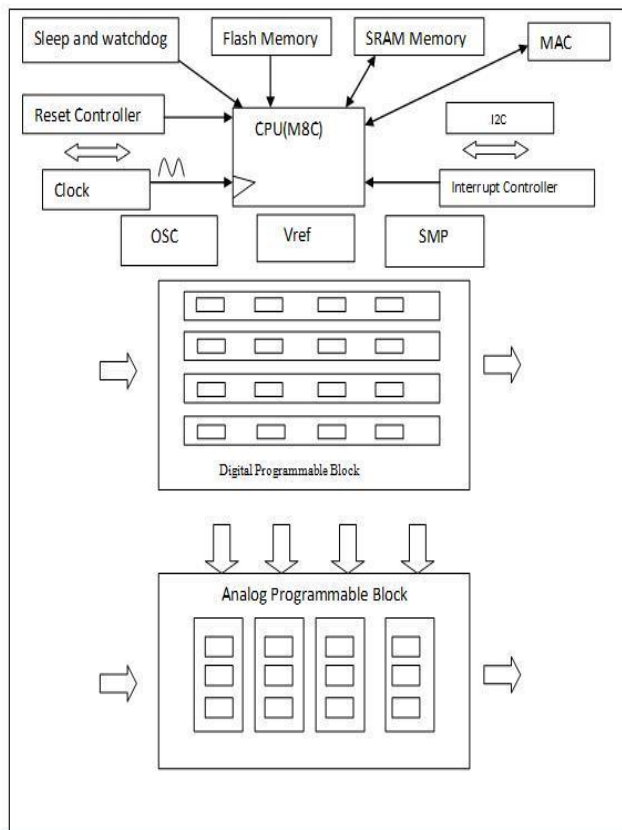 Sleep and watchdog
Flash Memory
SRAM Memory
MAC
Reset Controller
CPU(M8C)
I2C
Clock
Interrupt Controller
OSC
Vref
SMP
Digital Programmable Block
Analog Programmable Block